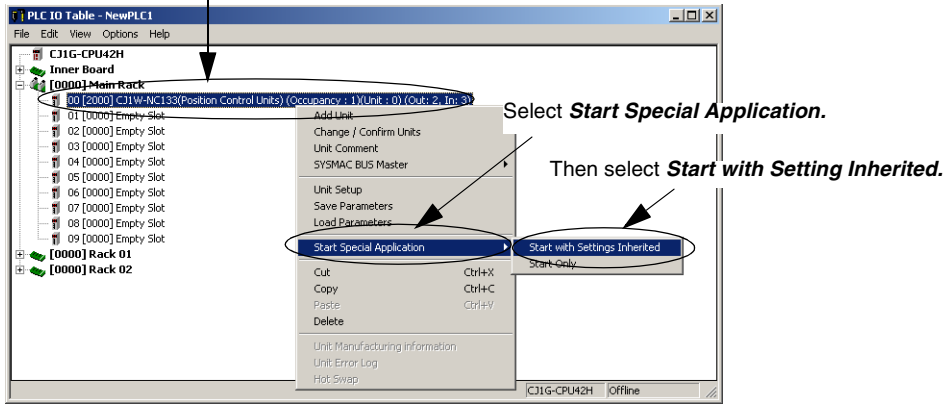 PLC IO Table - NewPLC1
File Edit View Options Help
CJ1G-CPU42H
Inner Board
[0000] Main Rack
00 [2000] CJ1W-NC133(Position Control Units) (Occupancy : 1)(Unit : 0) (Out: 2, In: 3)
01 [0000] Empty Slot
02 [0000] Empty Slot
03 [0000] Empty Slot
04 [0000] Empty Slot
05 [0000] Empty Slot
06 [0000] Empty Slot
07 [0000] Empty Slot
08 [0000] Empty Slot
09 [0000] Empty Slot
[0000] Rack 01
[0000] Rack 02
Add Unit
Change / Confirm Units
Unit Comment
SYSMAC BUS Master
Unit Setup
Save Parameters
Load Parameters
Start Special Application
Cut Ctrl+X
Copy Ctrl+C
Paste Ctrl+V
Delete
Unit Manufacturing information
Unit Error Log
Hot Swap
Start with Settings Inherited
Start Only
Select Start Special Application.
Then select Start with Setting Inherited.
CJ1G-CPU42H Offline